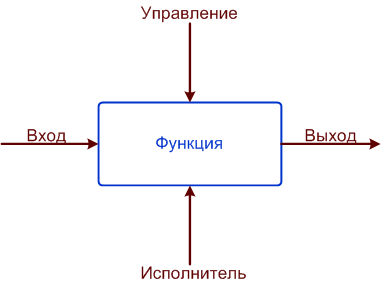 Управление
Вход
Функция
Выход
Исполнитель